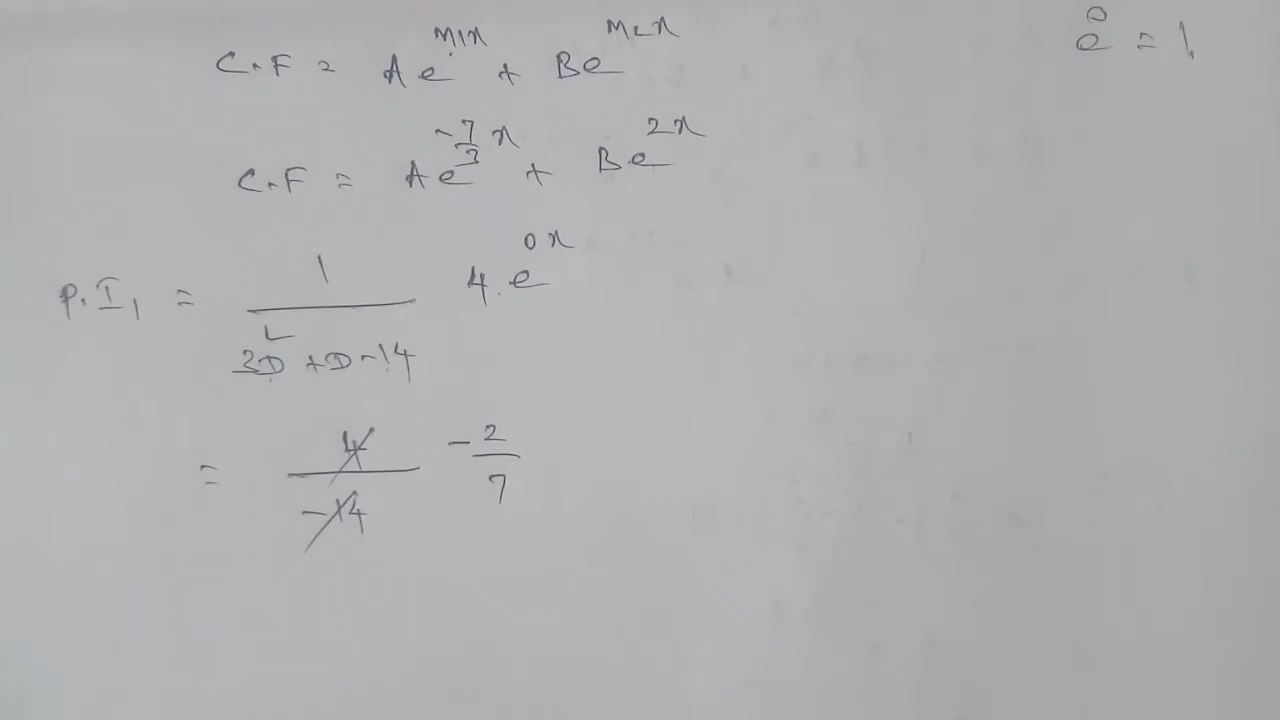 C.F = Ae^{m1x} + Be^{m2x}
e^0 = 1.
C.F = Ae^{-7/3 x} + Be^{2x}
P.I1 = 1/(3D^2 + D - 14) 4.e^{0x}
= 4/-14 -2/7